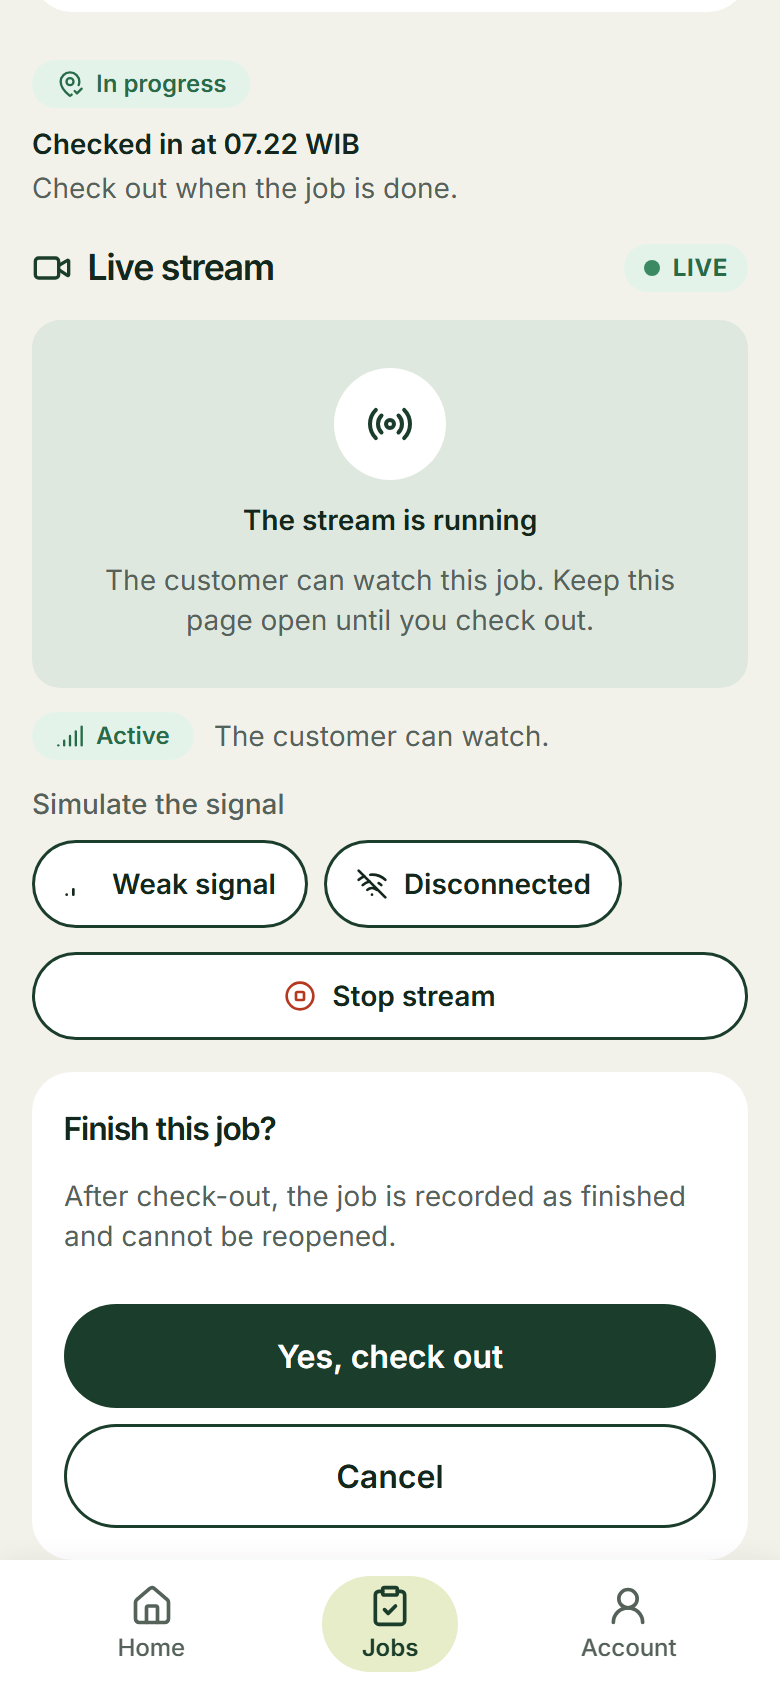 In progress
Checked in at 07.22 WIB
Check out when the job is done.
Live stream
LIVE
The stream is running
The customer can watch this job. Keep this
page open until you check out.
Active
The customer can watch.
Simulate the signal
Weak signal
Disconnected
Stop stream
Finish this job?
After check-out, the job is recorded as finished
and cannot be reopened.
Yes, check out
Cancel
Home
Jobs
Account